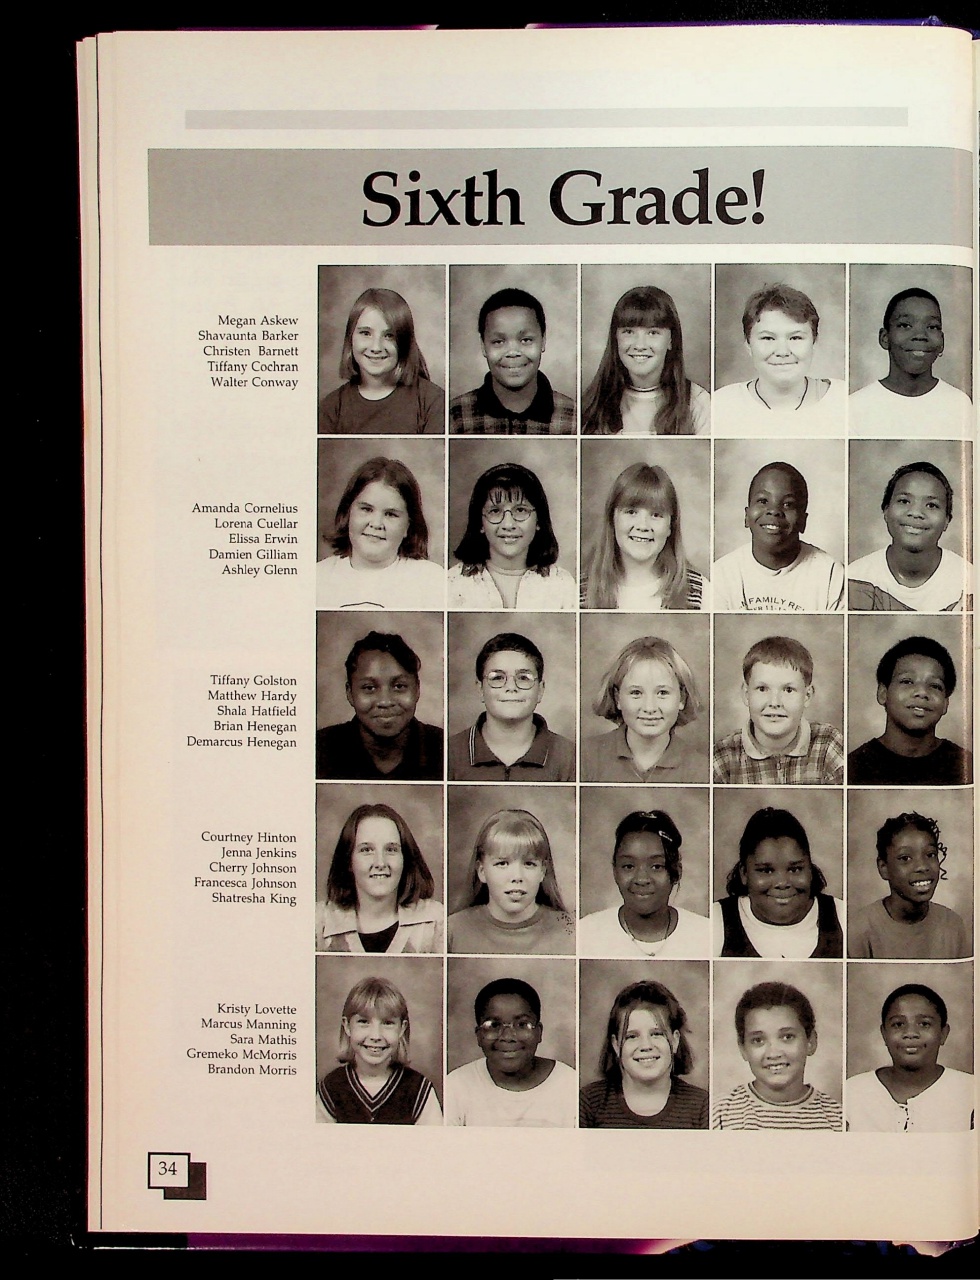 Sixth Grade!
Megan Askew
Shavaunta Barker
Christen Barnett
Tiffany Cochran
Walter Conway
Amanda Cornelius
Lorena Cuellar
Elissa Erwin
Damien Gilliam
Ashley Glenn
FAMILY RE
Tiffany Golston
Matthew Hardy
Shala Hatfield
Brian Henegan
Demarcus Henegan
Courtney Hinton
Jenna Jenkins
Cherry Johnson
Francesca Johnson
Shatresha King
Kristy Lovette
Marcus Manning
Sara Mathis
Gremeko McMorris
Brandon Morris
34